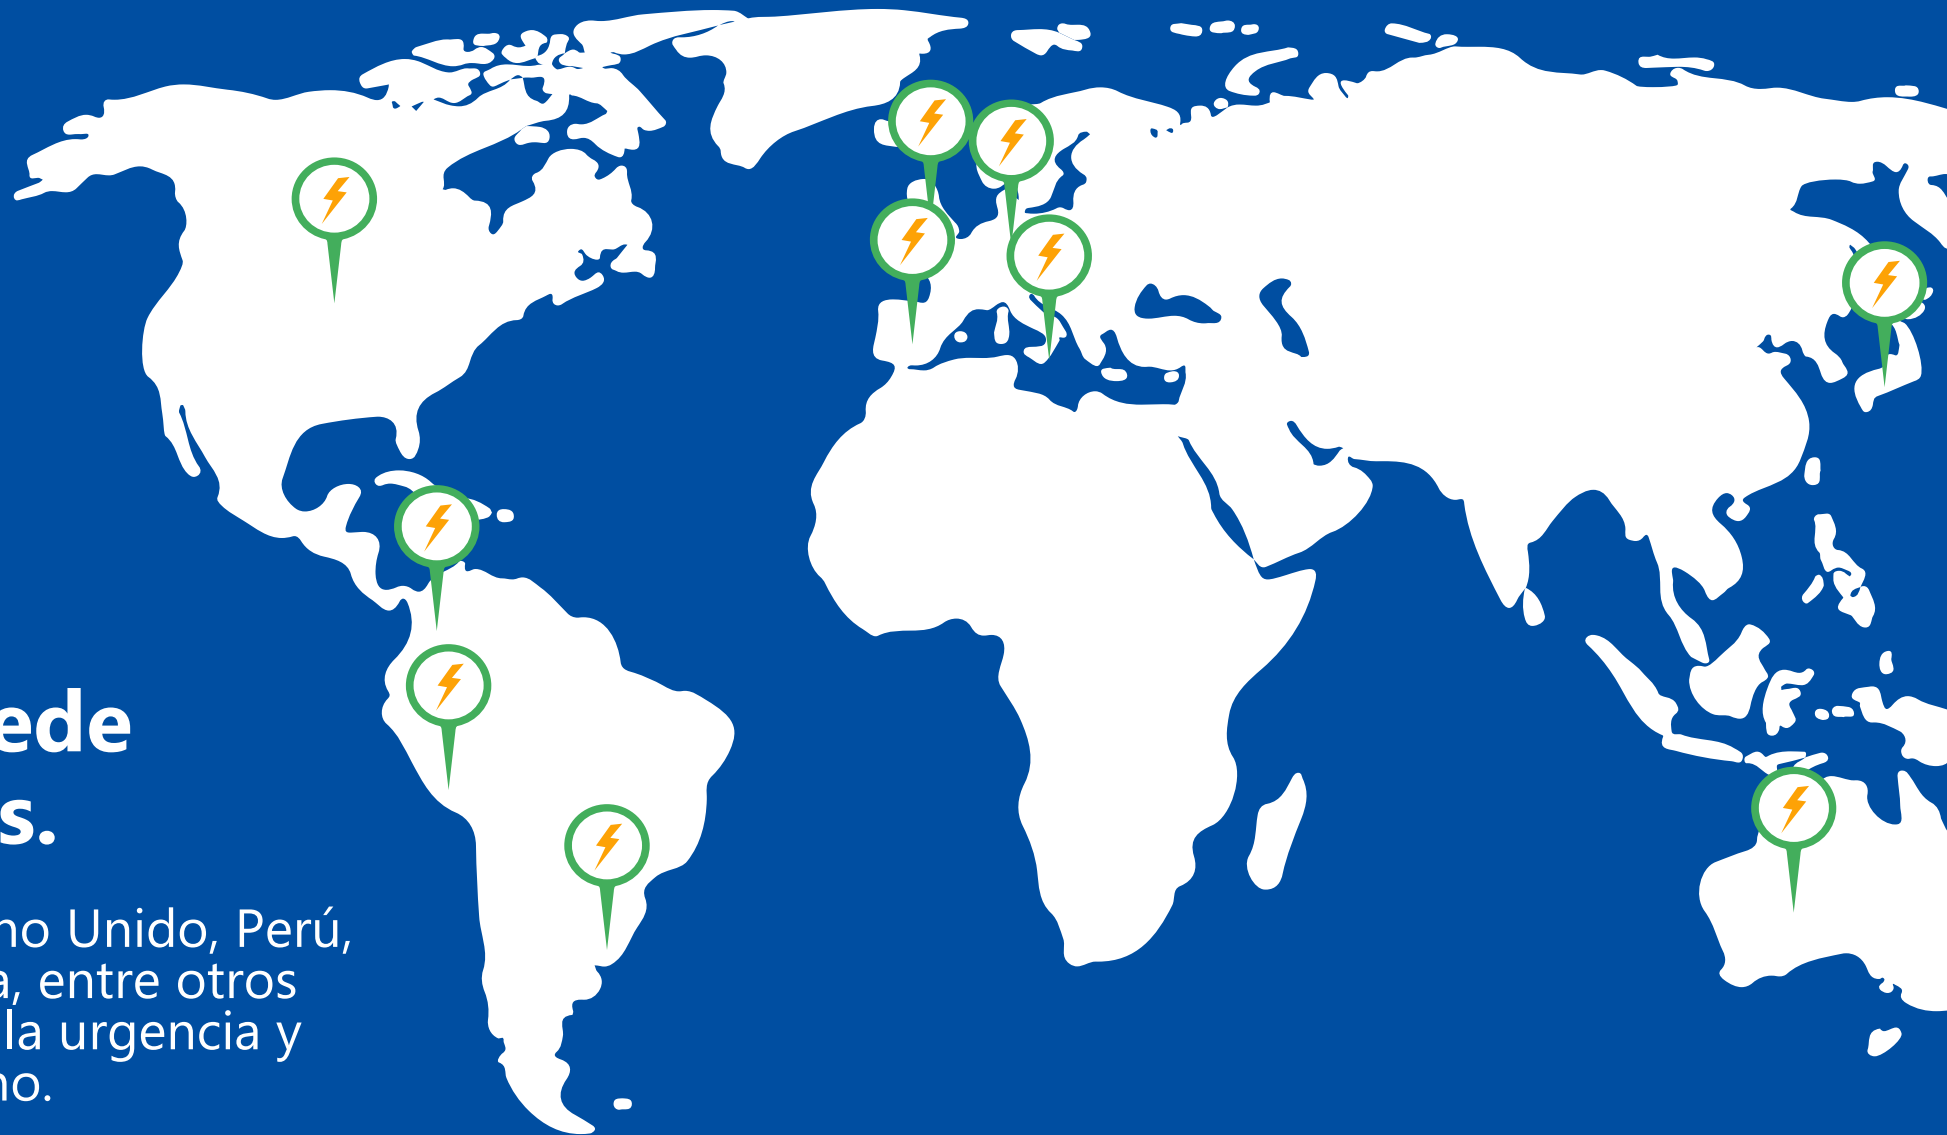 ede
s.
no Unido, Perú,
a, entre otros
la urgencia y
no.